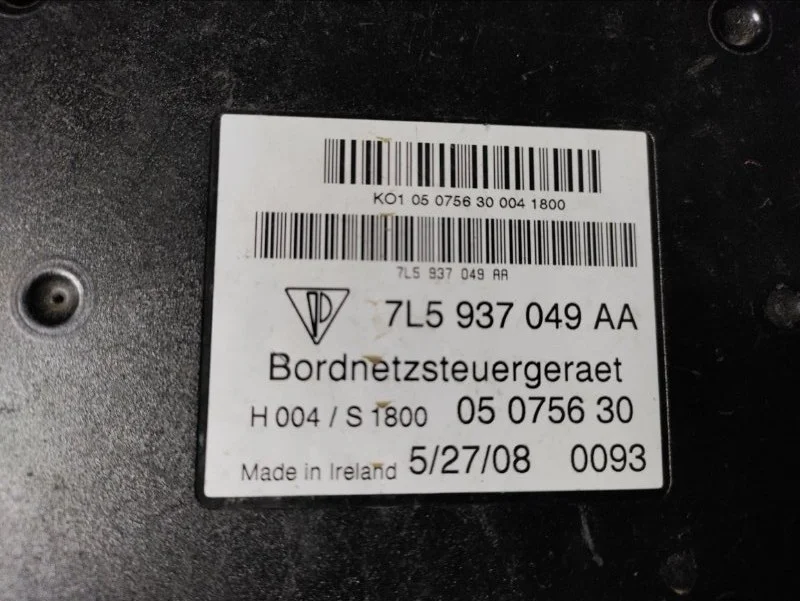 KO1 05 0756 30 004 1800
7L5 937 049 AA
7L5 937 049 AA
Bordnetzsteuergeraet
H 004 / S 1800 05 0756 30
Made in Ireland 5/27/08 0093